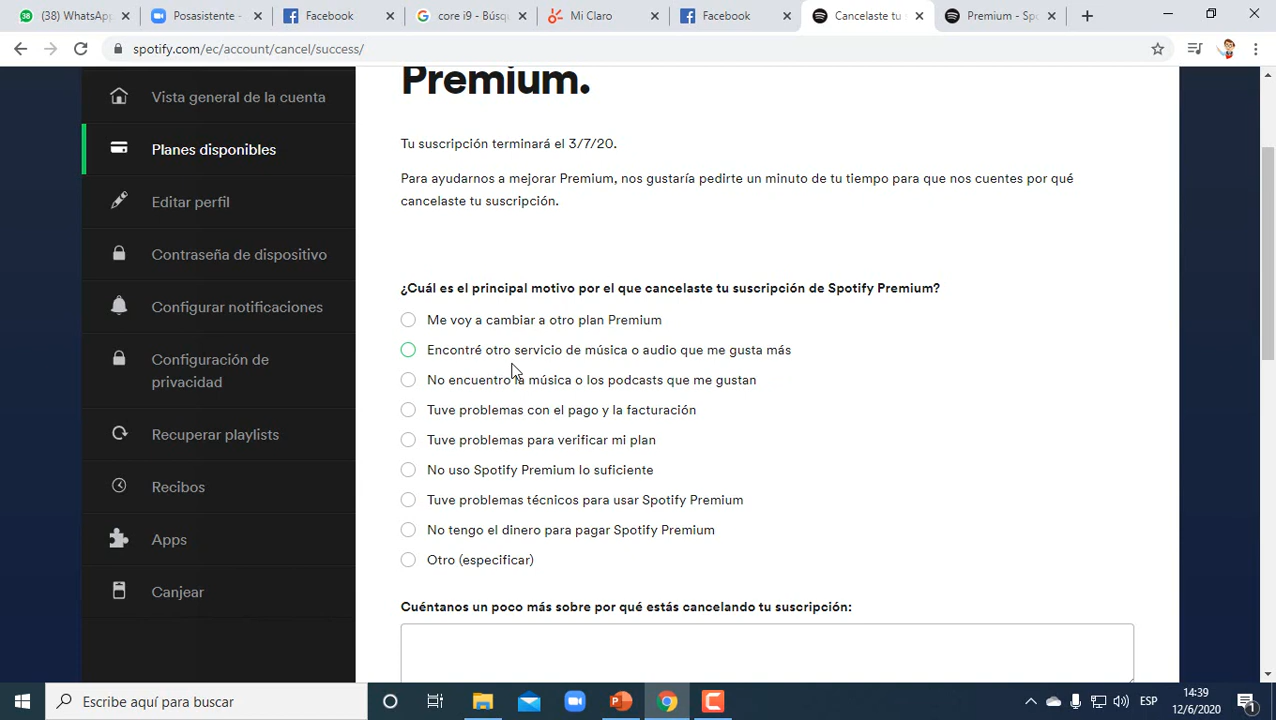 (38) WhatsAp
Posasistente -
Facebook
core i9 - Búsq
Mi Claro
Facebook
Cancelaste tu s
Premium - Spo
spotify.com/ec/account/cancel/success/
Vista general de la cuenta
Planes disponibles
Editar perfil
Contraseña de dispositivo
Configurar notificaciones
Configuración de
privacidad
Recuperar playlists
Recibos
Apps
Canjear
Premium.
Tu suscripción terminará el 3/7/20.
Para ayudarnos a mejorar Premium, nos gustaría pedirte un minuto de tu tiempo para que nos cuentes por qué
cancelaste tu suscripción.
¿Cuál es el principal motivo por el que cancelaste tu suscripción de Spotify Premium?
Me voy a cambiar a otro plan Premium
Encontré otro servicio de música o audio que me gusta más
No encuentro la música o los podcasts que me gustan
Tuve problemas con el pago y la facturación
Tuve problemas para verificar mi plan
No uso Spotify Premium lo suficiente
Tuve problemas técnicos para usar Spotify Premium
No tengo el dinero para pagar Spotify Premium
Otro (especificar)
Cuéntanos un poco más sobre por qué estás cancelando tu suscripción:
Escribe aquí para buscar
ESP
14:39
12/6/2020
1